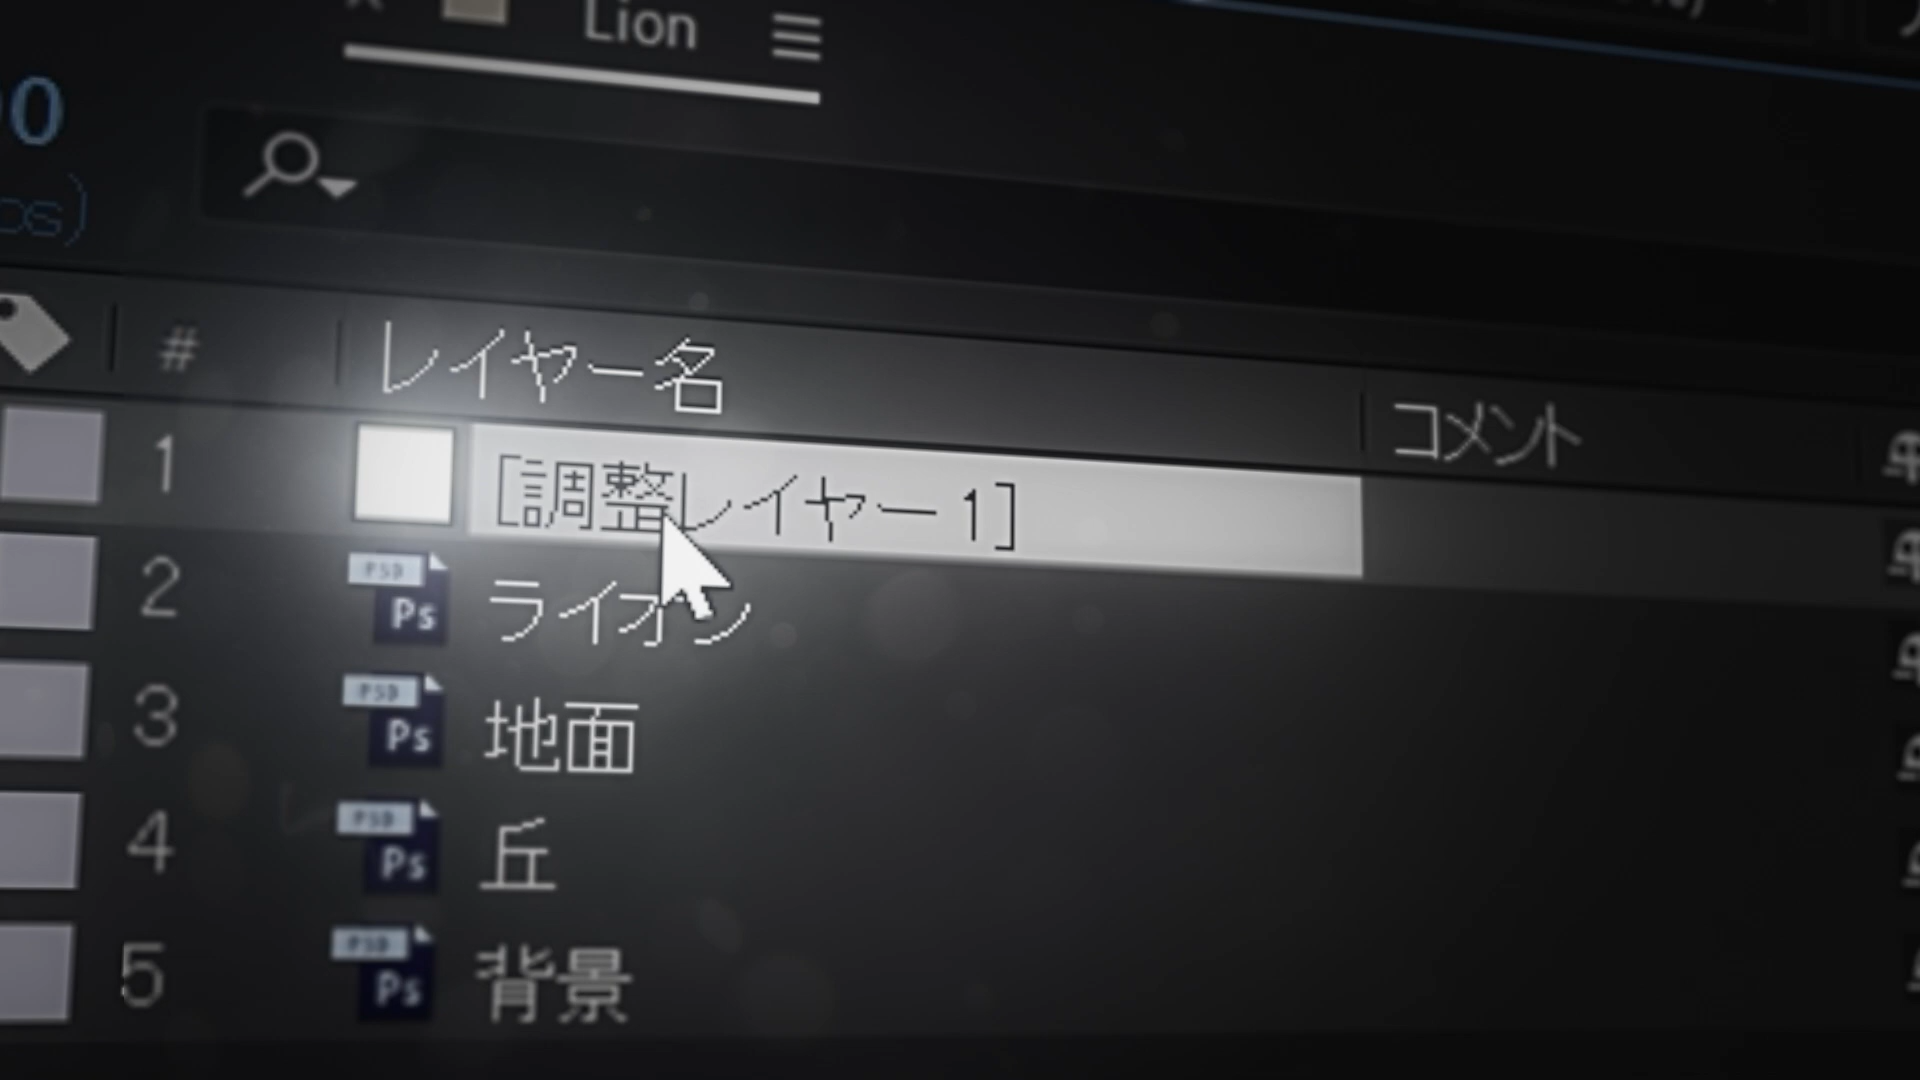 Lion
0
# レイヤー名 コメント
1 [調整レイヤー 1]
2 PSD Ps ライオン
3 PSD Ps 地面
4 PSD Ps 丘
5 PSD Ps 背景